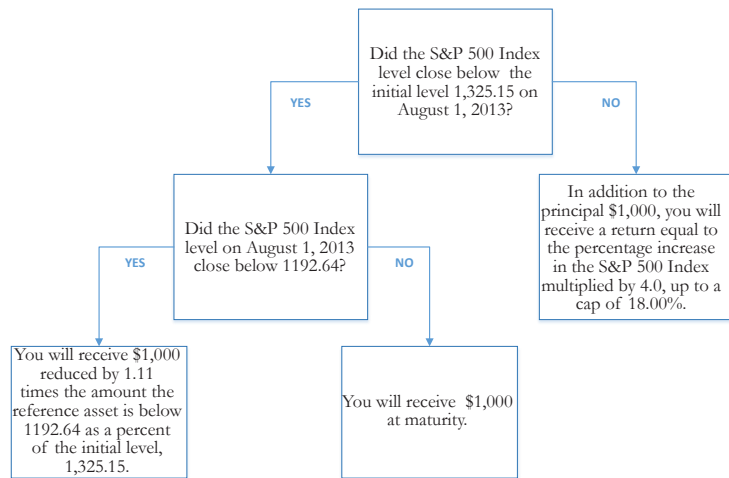 Did the S&P 500 Index
level close below the
initial level 1,325.15 on
August 1, 2013?
YES
NO
Did the S&P 500 Index
level on August 1, 2013
close below 1192.64?
In addition to the
principal $1,000, you will
receive a return equal to
the percentage increase
in the S&P 500 Index
multiplied by 4.0, up to a
cap of 18.00%.
YES
NO
You will receive $1,000
reduced by 1.11
times the amount the
reference asset is below
1192.64 as a percent
of the initial level,
1,325.15.
You will receive $1,000
at maturity.